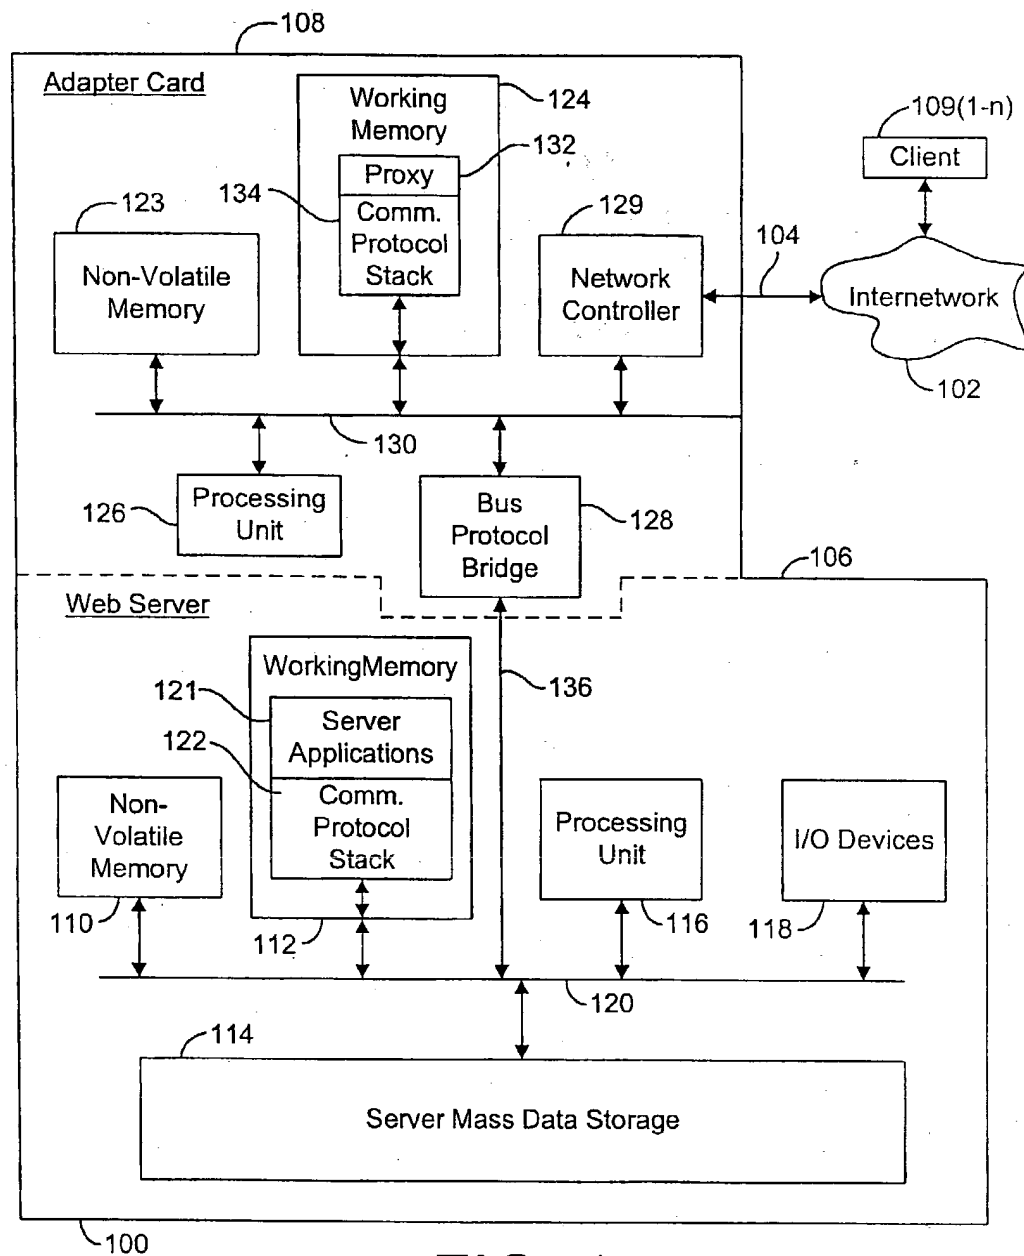 108
Adapter Card
Working
Memory
124
132
Proxy
134
Comm.
Protocol
Stack
123
Non-Volatile
Memory
129
Network
Controller
104
109(1-n)
Client
Internetwork
102
130
126
Processing
Unit
Bus
Protocol
Bridge
128
106
Web Server
WorkingMemory
136
121
Server
Applications
122
Comm.
Protocol
Stack
Non-
Volatile
Memory
110
112
Processing
Unit
116
I/O Devices
118
120
114
Server Mass Data Storage
100